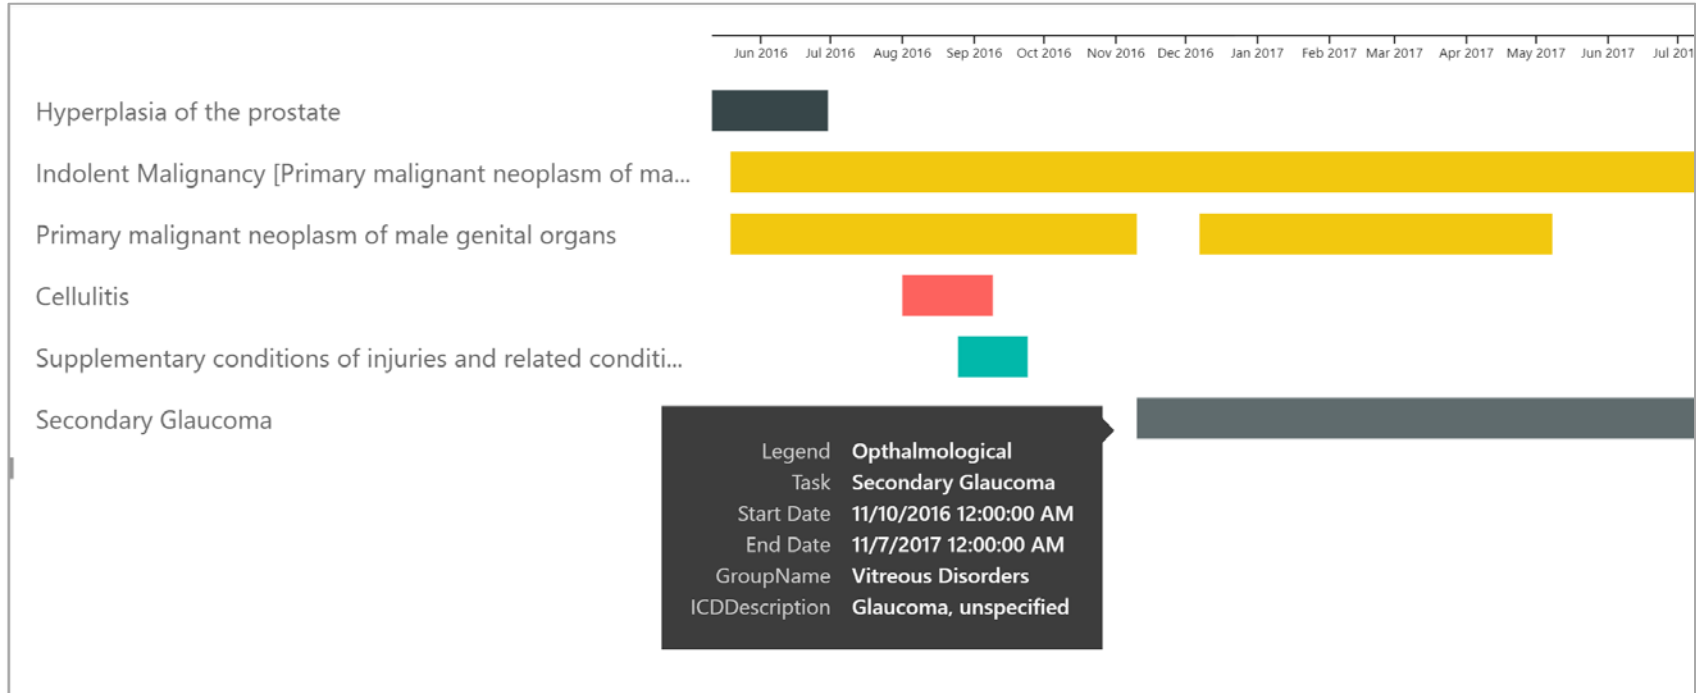 Jun 2016 Jul 2016 Aug 2016 Sep 2016 Oct 2016 Nov 2016 Dec 2016 Jan 2017 Feb 2017 Mar 2017 Apr 2017 May 2017 Jun 2017 Jul 201
Hyperplasia of the prostate
Indolent Malignancy [Primary malignant neoplasm of ma...
Primary malignant neoplasm of male genital organs
Cellulitis
Supplementary conditions of injuries and related conditi...
Secondary Glaucoma
Legend Opthalmological
Task Secondary Glaucoma
Start Date 11/10/2016 12:00:00 AM
End Date 11/7/2017 12:00:00 AM
GroupName Vitreous Disorders
ICDDescription Glaucoma, unspecified